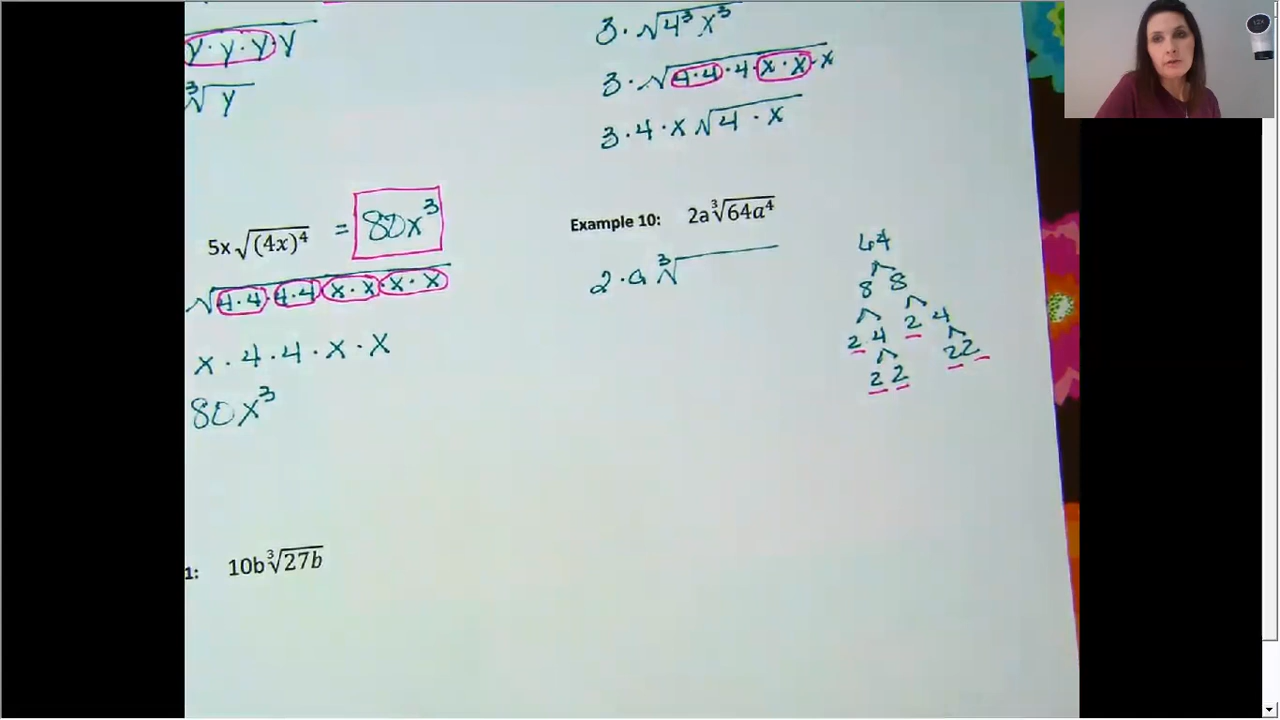 y·y·y·y
∛y
3·√4³x³
3·√4·4·4·x·x·x
3·4·x√4·x
5x√(4x)⁴ = 80x³
√4·4·4·4·x·x·x·x
x·4·4·x·x
80x³
Example 10: 2a∛64a⁴
2·a∛
64
8 8
2 4 2 4
2 2 2 2
1: 10b∛27b